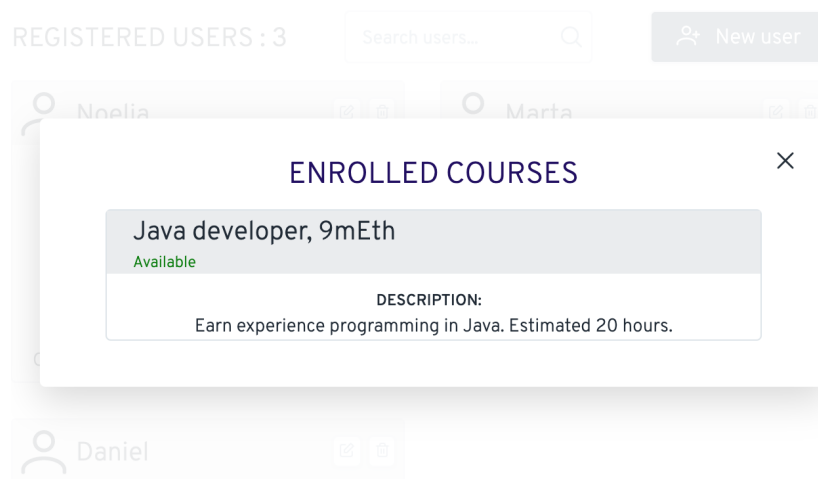 REGISTERED USERS : 3
Search users...
New user
Noelia
Marta
ENROLLED COURSES
Java developer, 9mEth
Available
DESCRIPTION:
Earn experience programming in Java. Estimated 20 hours.
Daniel